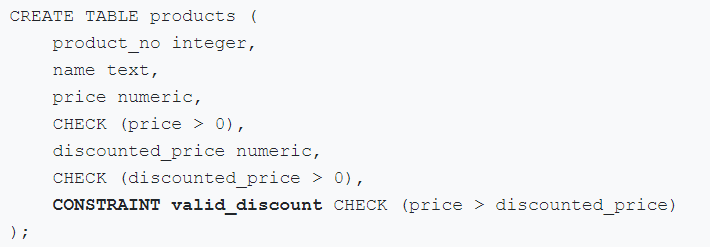 CREATE TABLE products (
    product_no integer,
    name text,
    price numeric,
    CHECK (price > 0),
    discounted_price numeric,
    CHECK (discounted_price > 0),
    CONSTRAINT valid_discount CHECK (price > discounted_price)
);